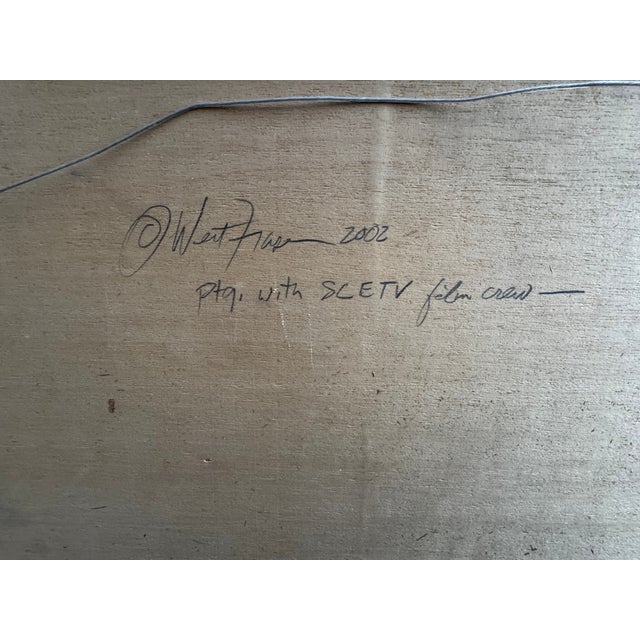 © West Fraser 2002
ptg. with SCETV film crew —